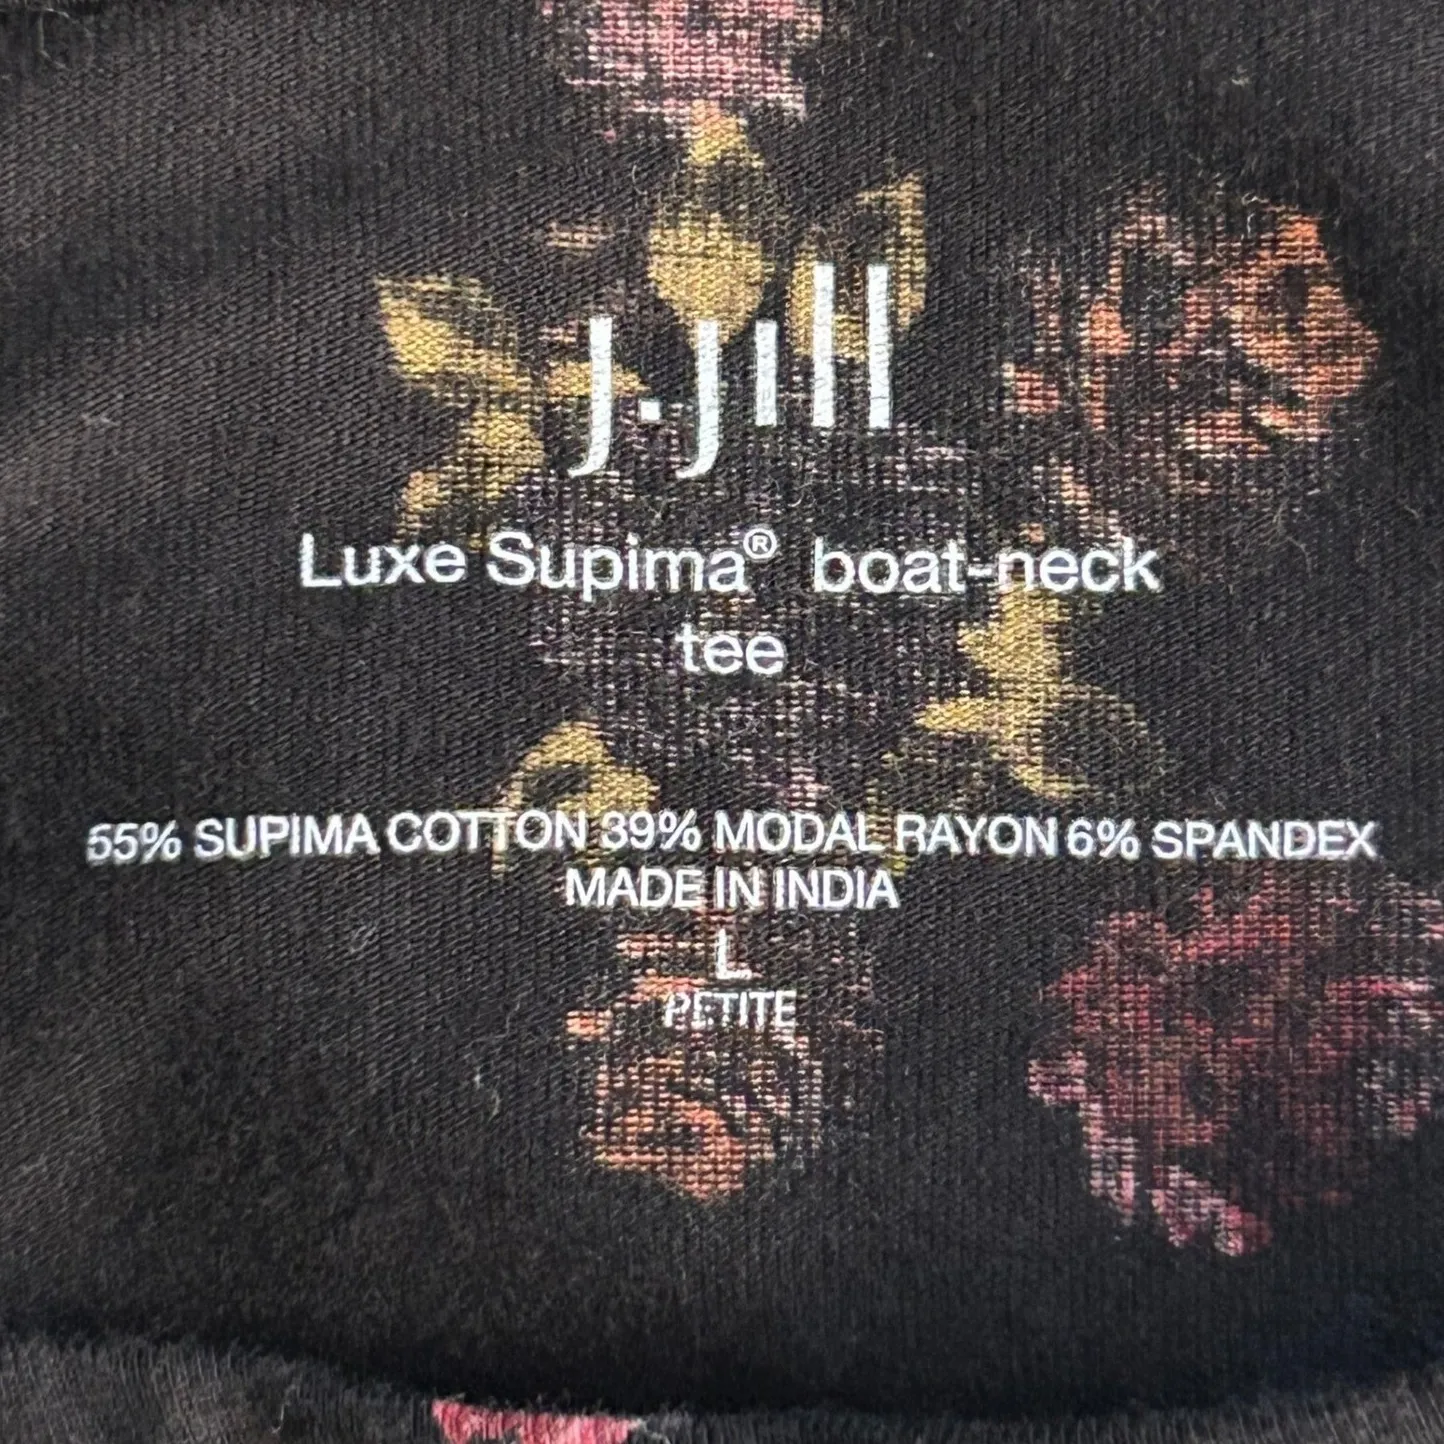 J.Jill
Luxe Supima® boat-neck
tee
55% SUPIMA COTTON 39% MODAL RAYON 6% SPANDEX
MADE IN INDIA
L
PETITE